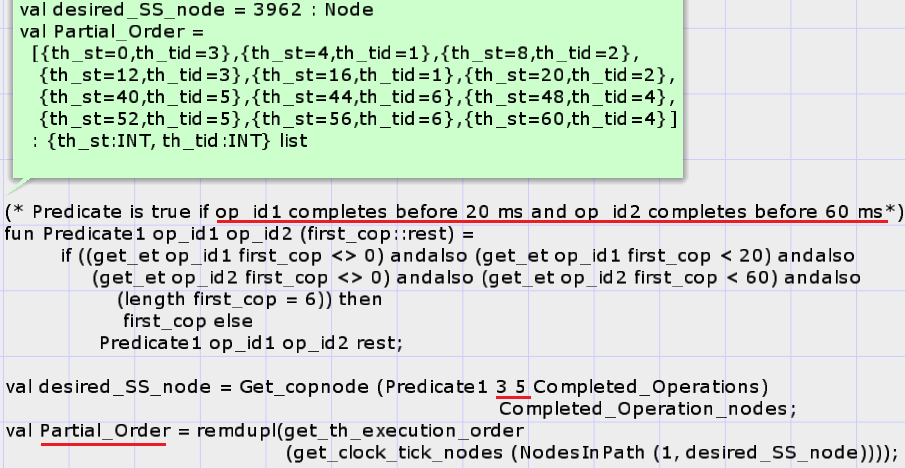 val desired_SS_node = 3962 : Node
val Partial_Order =
[{th_st=0,th_tid=3},{th_st=4,th_tid=1},{th_st=8,th_tid=2},
{th_st=12,th_tid=3},{th_st=16,th_tid=1},{th_st=20,th_tid=2},
{th_st=40,th_tid=5},{th_st=44,th_tid=6},{th_st=48,th_tid=4},
{th_st=52,th_tid=5},{th_st=56,th_tid=6},{th_st=60,th_tid=4}]
: {th_st:INT, th_tid:INT} list
(* Predicate is true if op_id1 completes before 20 ms and op_id2 completes before 60 ms*)
fun Predicate1 op_id1 op_id2 (first_cop::rest) =
if ((get_et op_id1 first_cop <> 0) andalso (get_et op_id1 first_cop < 20) andalso
(get_et op_id2 first_cop <> 0) andalso (get_et op_id2 first_cop < 60) andalso
(length first_cop = 6)) then
first_cop else
Predicate1 op_id1 op_id2 rest;
val desired_SS_node = Get_copnode (Predicate1 3 5 Completed_Operations)
Completed_Operation_nodes;
val Partial_Order = remdupl(get_th_execution_order
(get_clock_tick_nodes (NodesInPath (1, desired_SS_node))));